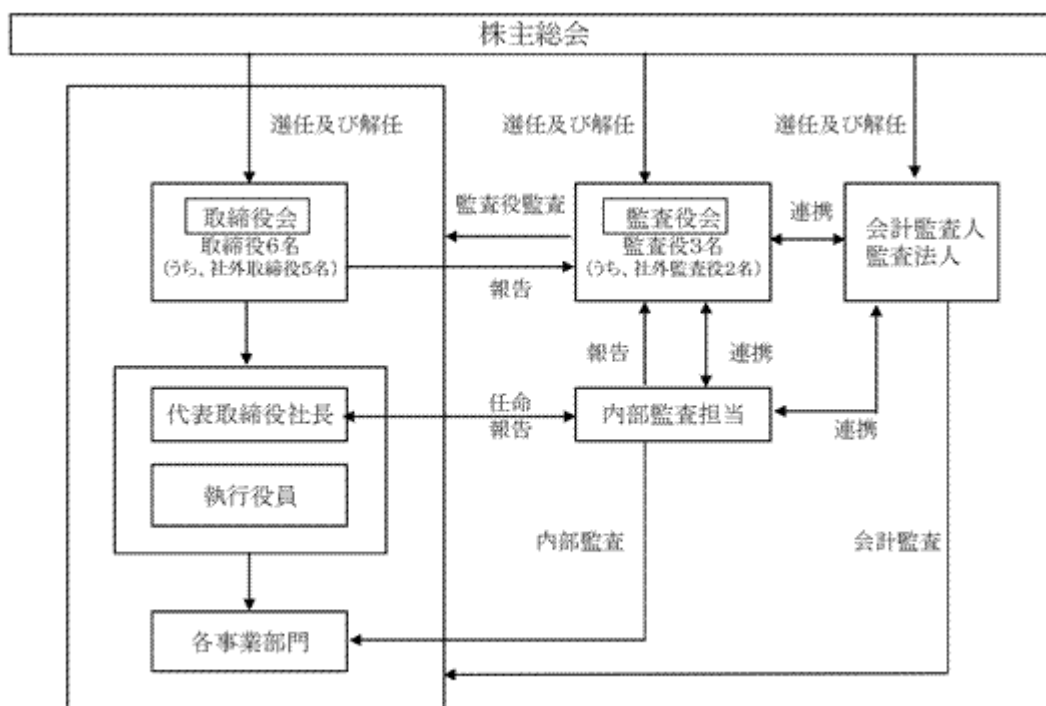 株主総会
選任及び解任
選任及び解任
選任及び解任
取締役会
取締役6名
(うち、社外取締役5名)
監査役監査
報告
監査役会
監査役3名
(うち、社外監査役2名)
連携
会計監査人
監査法人
報告
連携
代表取締役社長
任命
報告
内部監査担当
連携
執行役員
内部監査
会計監査
各事業部門